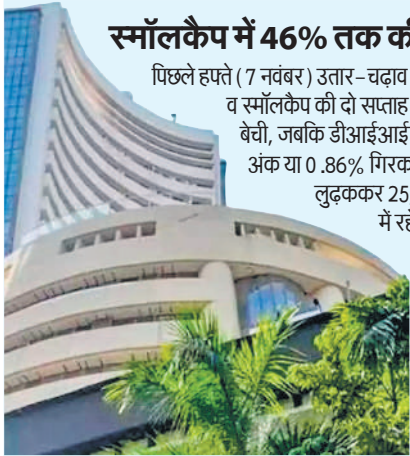 स्मॉलकैप में 46% तक की
पिछले हफ्ते (7 नवंबर) उतार-चढ़ाव
व स्मॉलकैप की दो सप्ताह
बेची, जबकि डीआईआई
अंक या 0.86% गिरक
लुढ़ककर 25
में रहे